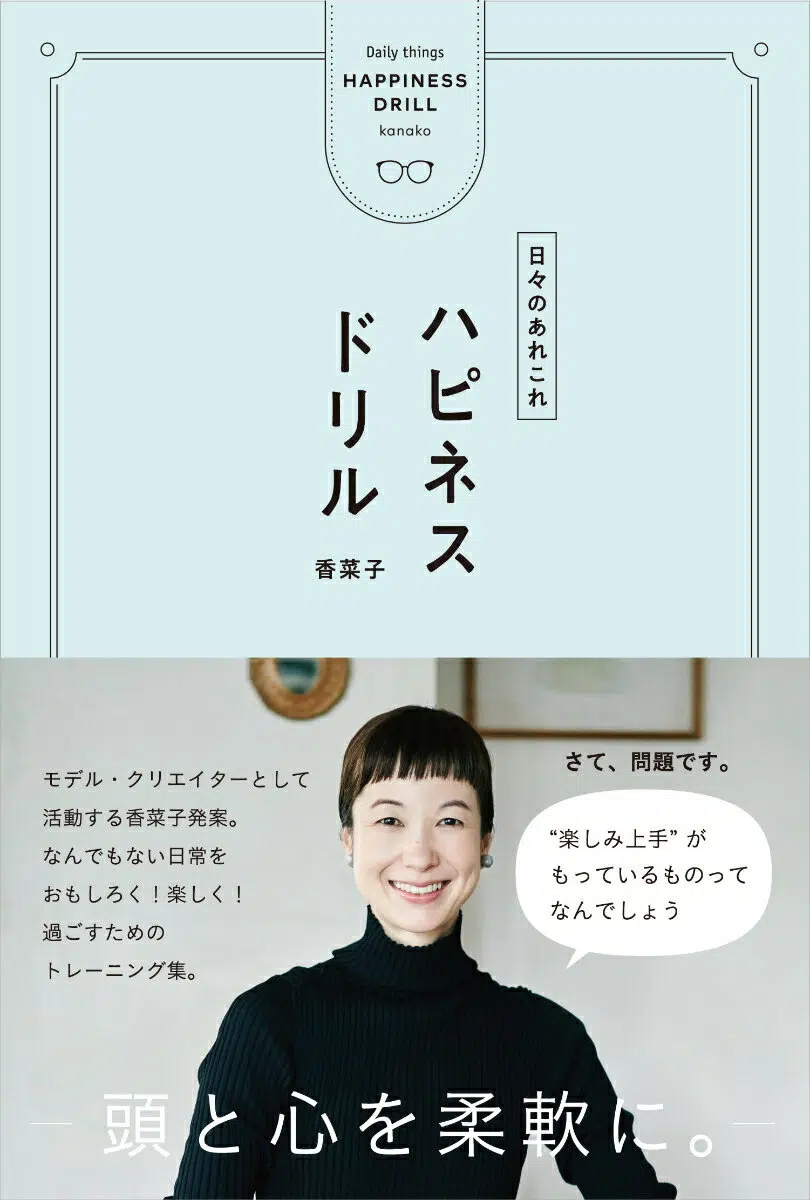 Daily things
HAPPINESS
DRILL
kanako
日々のあれこれ
ハピネス
ドリル
香菜子
モデル・クリエイターとして
活動する香菜子発案。
なんでもない日常を
おもしろく！楽しく！
過ごすための
トレーニング集。
さて、問題です。
“楽しみ上手”が
もっているものって
なんでしょう
頭と心を柔軟に。